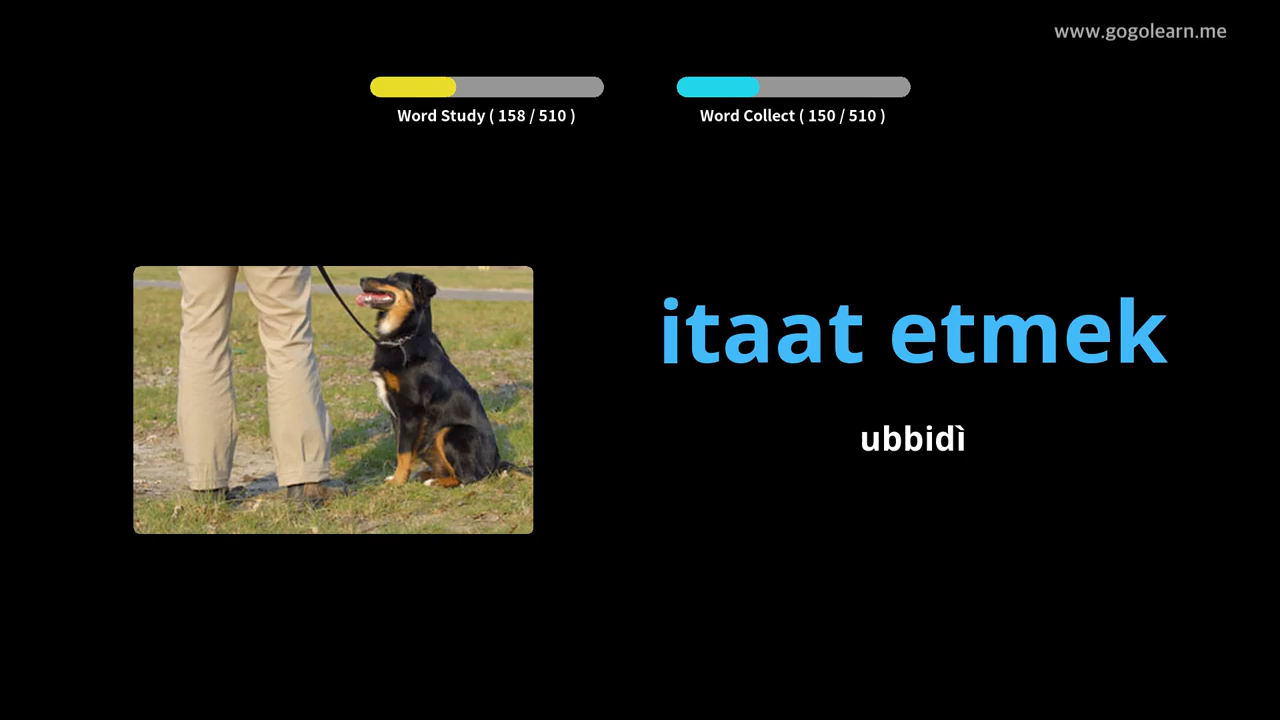 www.gogolearn.me
Word Study ( 158 / 510 )
Word Collect ( 150 / 510 )
itaat etmek
ubbidì